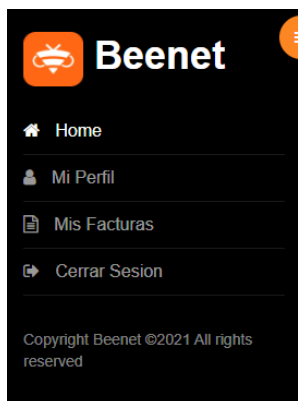 Beenet
Home
Mi Perfil
Mis Facturas
Cerrar Sesion
Copyright Beenet ©2021 All rights
reserved